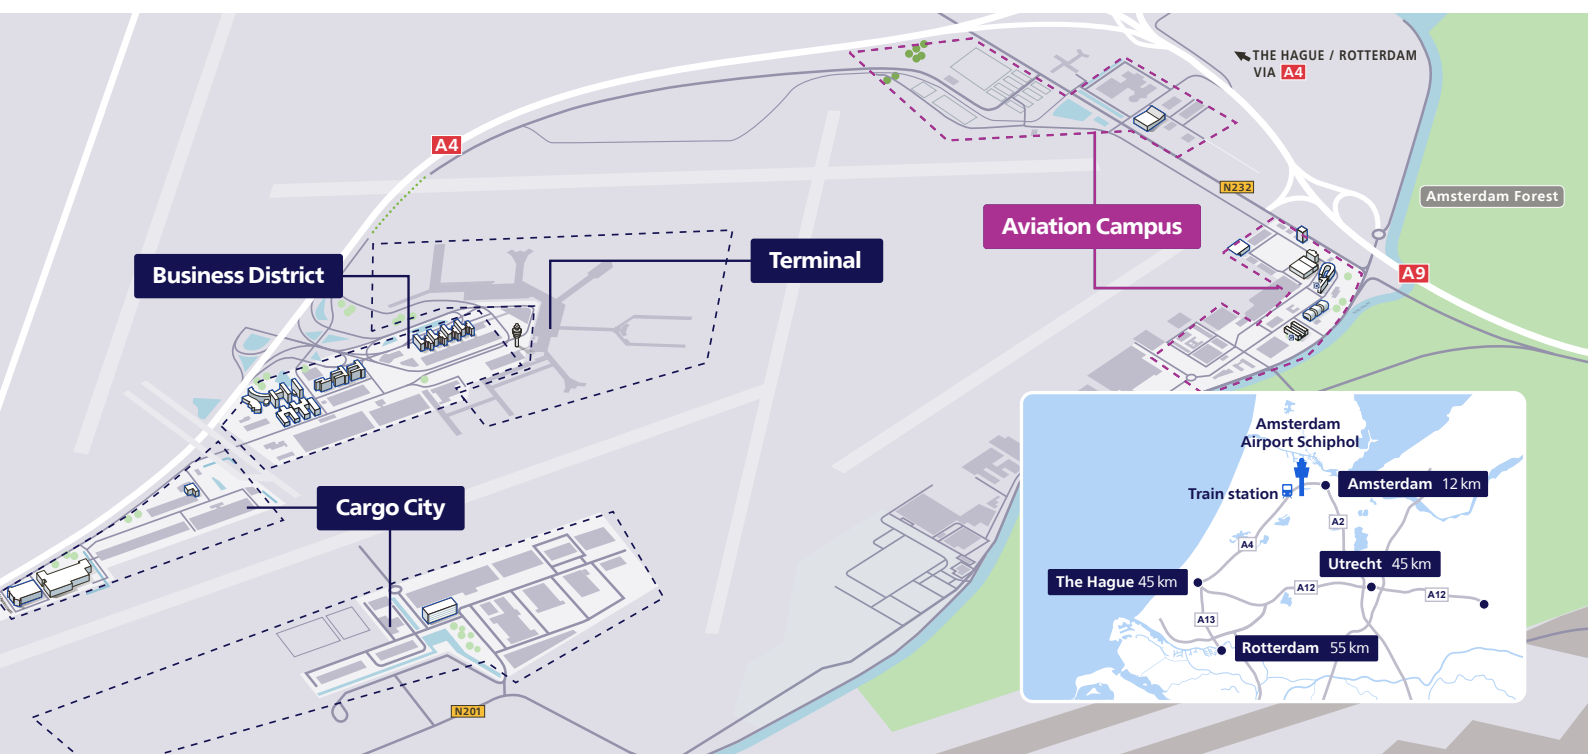 THE HAGUE / ROTTERDAM
VIA A4
A4
N232
Amsterdam Forest
Aviation Campus
Terminal
Business District
A9
Cargo City
N201
Amsterdam
Airport Schiphol
Train station
Amsterdam 12 km
A2
A4
Utrecht 45 km
The Hague 45 km
A12
A12
A13
Rotterdam 55 km